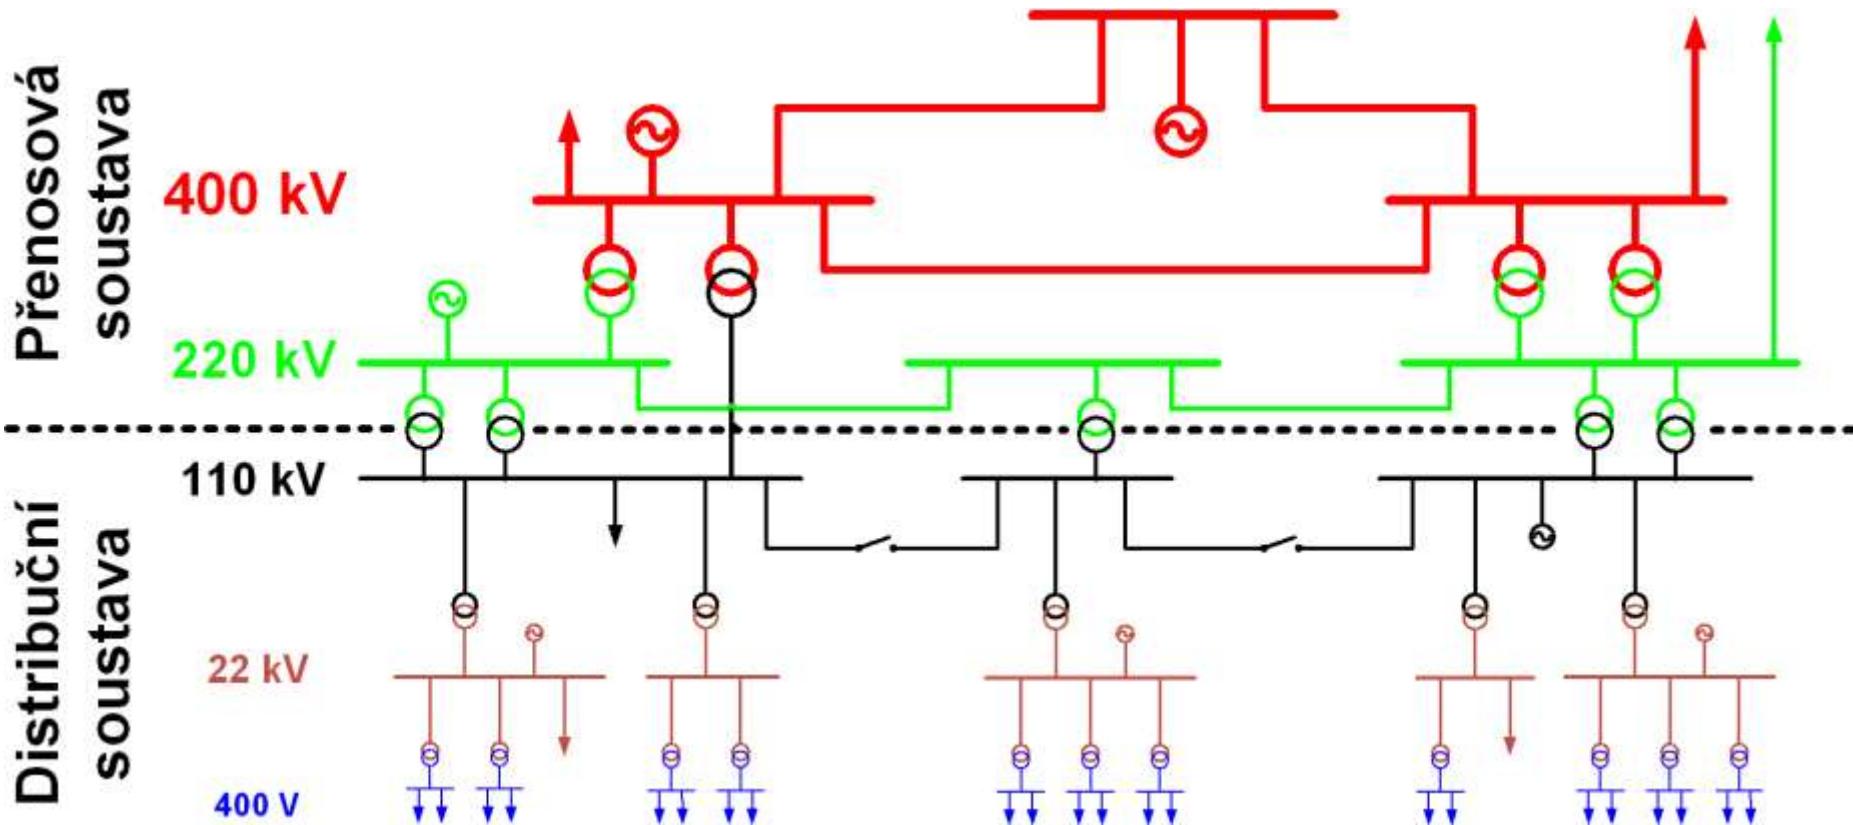 Přenosová
soustava
400 kV
220 kV
Distribuční
soustava
110 kV
22 kV
400 V